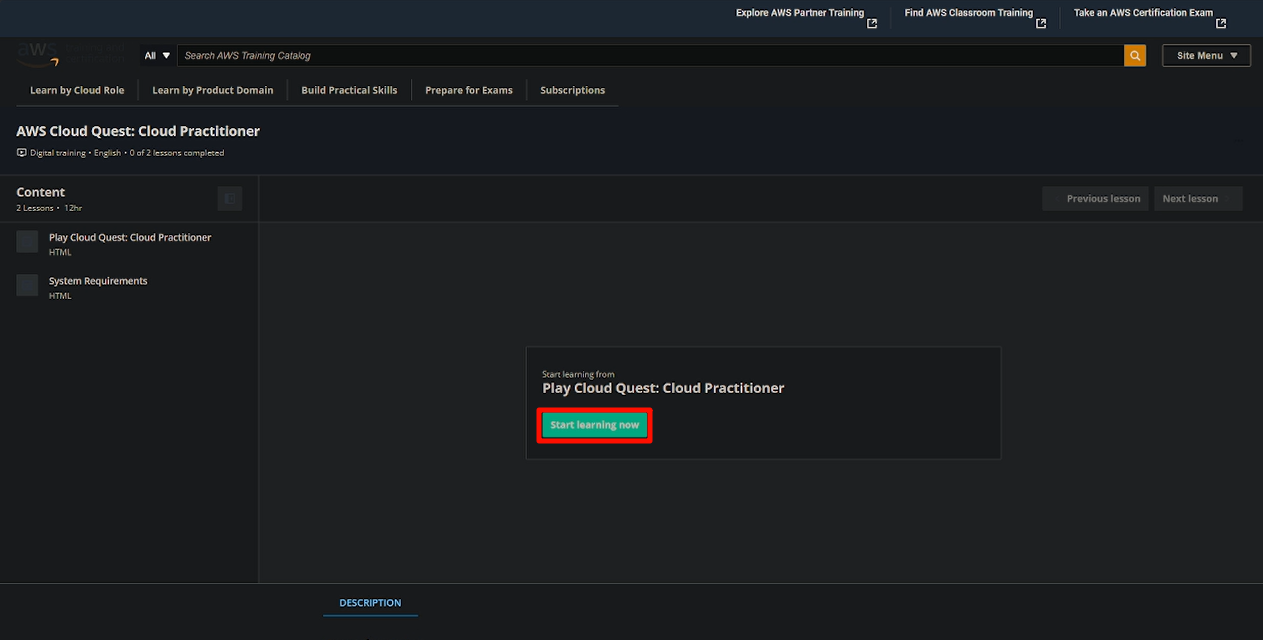 Explore AWS Partner Training
Find AWS Classroom Training
Take an AWS Certification Exam
aws
All
Search AWS Training Catalog
Site Menu
Learn by Cloud Role
Learn by Product Domain
Build Practical Skills
Prepare for Exams
Subscriptions
AWS Cloud Quest: Cloud Practitioner
Digital training • English • 0 of 2 lessons completed
Content
2 Lessons • 12hr
Previous lesson
Next lesson
Play Cloud Quest: Cloud Practitioner
HTML
System Requirements
HTML
Start learning from
Play Cloud Quest: Cloud Practitioner
Start learning now
DESCRIPTION